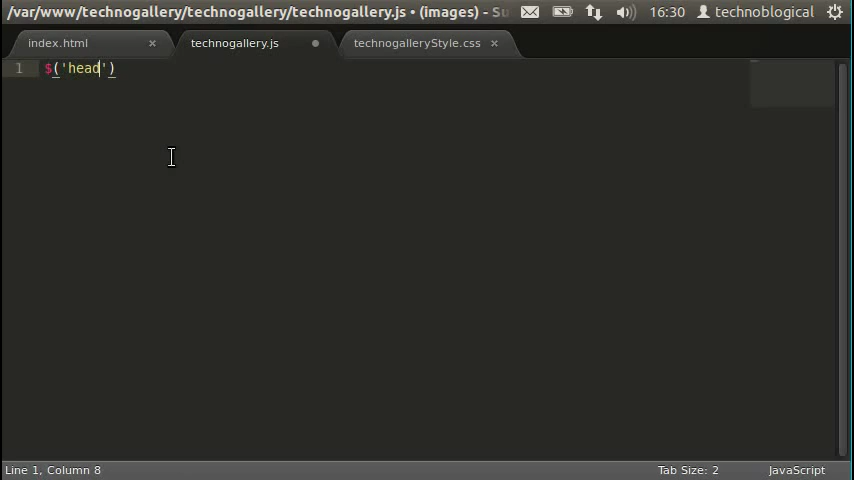 /var/www/technogallery/technogallery/technogallery.js • (images) - Su 16:30 technoblogical
index.html × technogallery.js technogalleryStyle.css ×
1 $('head')
Line 1, Column 8 Tab Size: 2 JavaScript